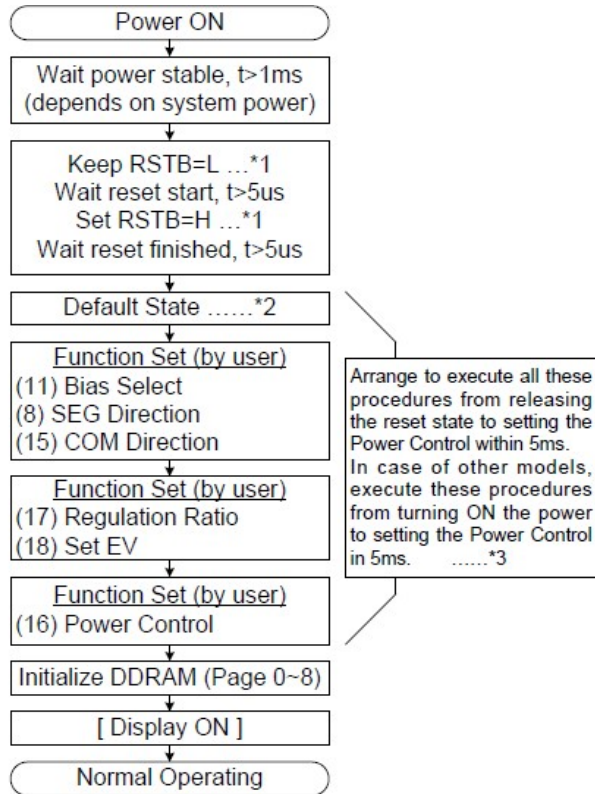 Power ON
Wait power stable, t>1ms
(depends on system power)
Keep RSTB=L …*1
Wait reset start, t>5us
Set RSTB=H …*1
Wait reset finished, t>5us
Default State ……*2
Function Set (by user)
(11) Bias Select
(8) SEG Direction
(15) COM Direction
Function Set (by user)
(17) Regulation Ratio
(18) Set EV
Function Set (by user)
(16) Power Control
Arrange to execute all these
procedures from releasing
the reset state to setting the
Power Control within 5ms.
In case of other models,
execute these procedures
from turning ON the power
to setting the Power Control
in 5ms. ……*3
Initialize DDRAM (Page 0~8)
[ Display ON ]
Normal Operating